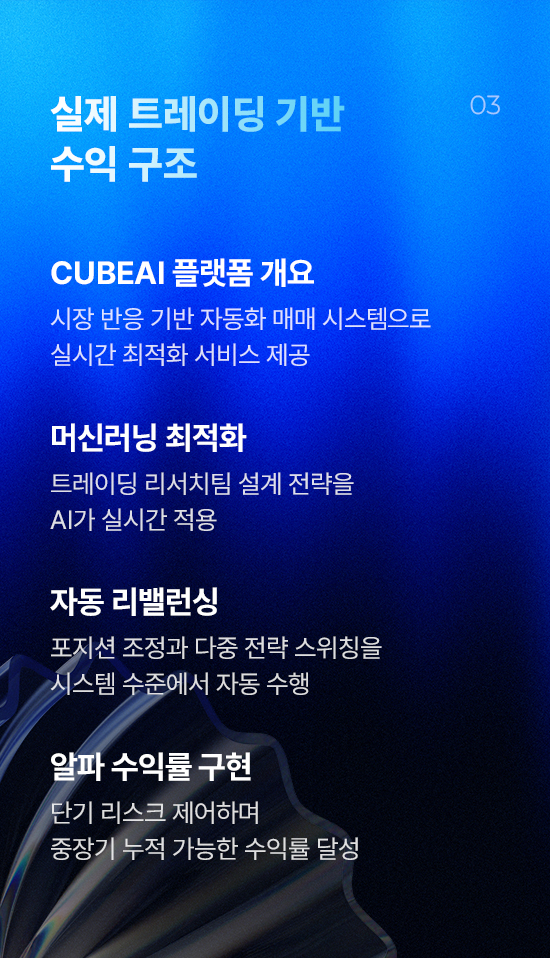 실제 트레이딩 기반
수익 구조
03
CUBEAI 플랫폼 개요
시장 반응 기반 자동화 매매 시스템으로
실시간 최적화 서비스 제공
머신러닝 최적화
트레이딩 리서치팀 설계 전략을
AI가 실시간 적용
자동 리밸런싱
포지션 조정과 다중 전략 스위칭을
시스템 수준에서 자동 수행
알파 수익률 구현
단기 리스크 제어하며
중장기 누적 가능한 수익률 달성